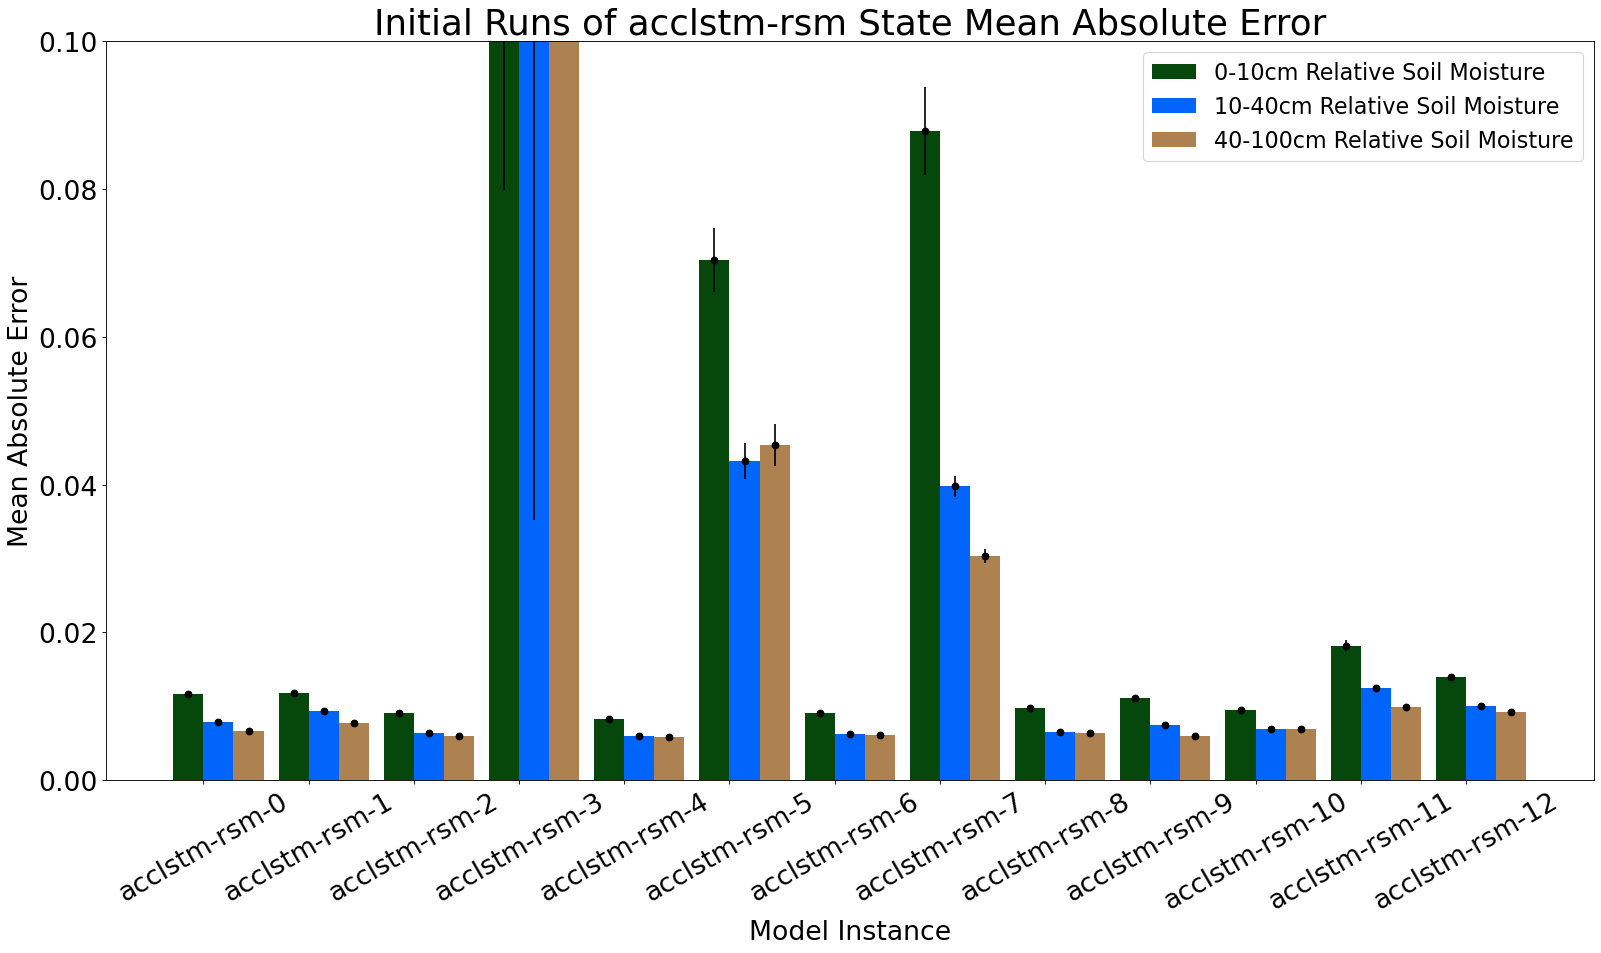 Initial Runs of acclstm-rsm State Mean Absolute Error
0.10
0.08
0.06
0.04
0.02
0.00
Mean Absolute Error
0-10cm Relative Soil Moisture
10-40cm Relative Soil Moisture
40-100cm Relative Soil Moisture
acclstm-rsm-0
acclstm-rsm-1
acclstm-rsm-2
acclstm-rsm-3
acclstm-rsm-4
acclstm-rsm-5
acclstm-rsm-6
acclstm-rsm-7
acclstm-rsm-8
acclstm-rsm-9
acclstm-rsm-10
acclstm-rsm-11
acclstm-rsm-12
Model Instance